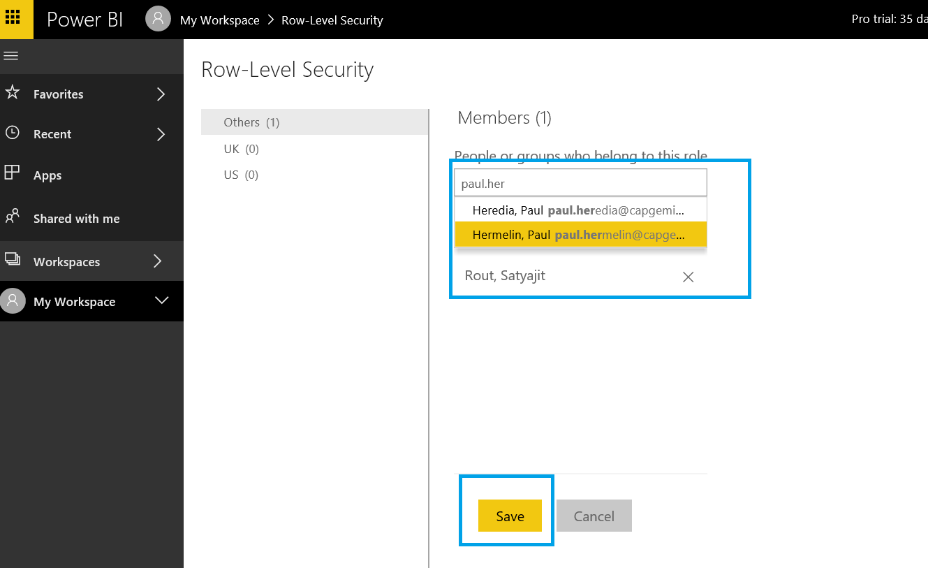 Power BI My Workspace > Row-Level Security Pro trial: 35 da
Row-Level Security
Favorites
Recent
Apps
Shared with me
Workspaces
My Workspace
Others (1)
UK (0)
US (0)
Members (1)
People or groups who belong to this role
paul.her
Heredia, Paul paul.heredia@capgemi...
Hermelin, Paul paul.hermelin@capge...
Rout, Satyajit
Save
Cancel